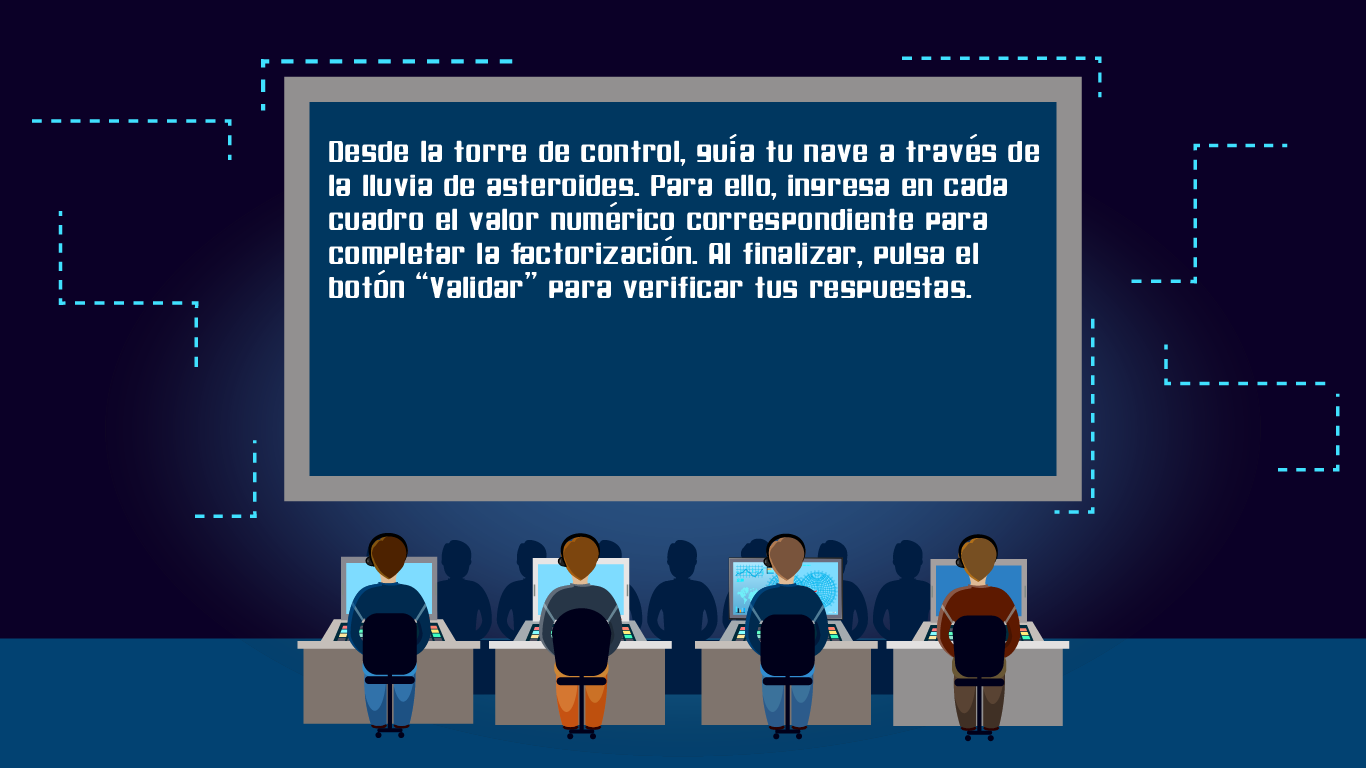 Desde la torre de control, guía tu nave a través de
la lluvia de asteroides. Para ello, ingresa en cada
cuadro el valor numérico correspondiente para
completar la factorización. Al finalizar, pulsa el
botón “Validar” para verificar tus respuestas.